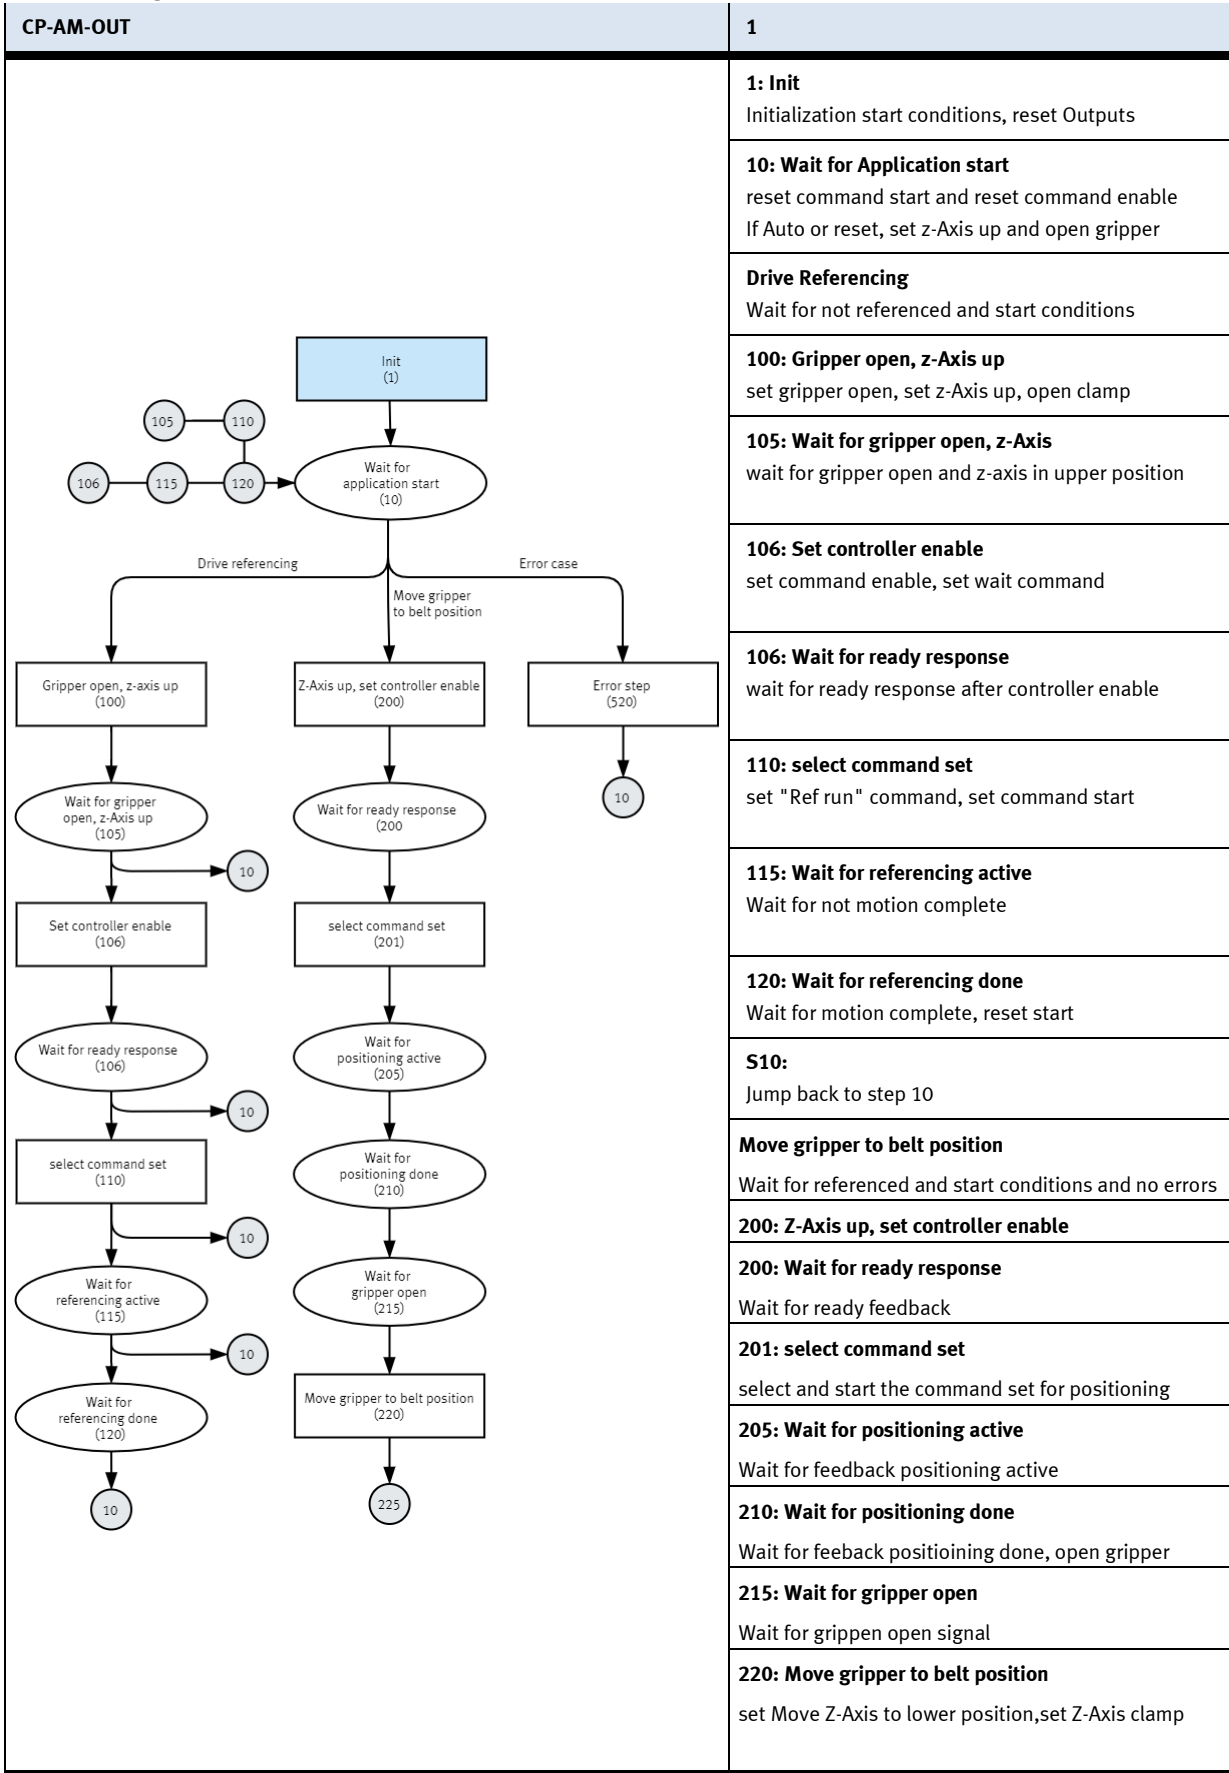 CP-AM-OUT
1
Init
(1)
105
110
106
115
120
Wait for
application start
(10)
Drive referencing
Error case
Move gripper
to belt position
Gripper open, z-axis up
(100)
Z-Axis up, set controller enable
(200)
Error step
(520)
Wait for gripper
open, z-Axis up
(105)
Wait for ready response
(200
10
10
Set controller enable
(106)
select command set
(201)
Wait for ready response
(106)
Wait for
positioning active
(205)
10
select command set
(110)
Wait for
positioning done
(210)
10
Wait for
referencing active
(115)
Wait for
gripper open
(215)
10
Wait for
referencing done
(120)
Move gripper to belt position
(220)
10
225
1: Init
Initialization start conditions, reset Outputs
10: Wait for Application start
reset command start and reset command enable
If Auto or reset, set z-Axis up and open gripper
Drive Referencing
Wait for not referenced and start conditions
100: Gripper open, z-Axis up
set gripper open, set z-Axis up, open clamp
105: Wait for gripper open, z-Axis
wait for gripper open and z-axis in upper position
106: Set controller enable
set command enable, set wait command
106: Wait for ready response
wait for ready response after controller enable
110: select command set
set "Ref run" command, set command start
115: Wait for referencing active
Wait for not motion complete
120: Wait for referencing done
Wait for motion complete, reset start
S10:
Jump back to step 10
Move gripper to belt position
Wait for referenced and start conditions and no errors
200: Z-Axis up, set controller enable
200: Wait for ready response
Wait for ready feedback
201: select command set
select and start the command set for positioning
205: Wait for positioning active
Wait for feedback positioning active
210: Wait for positioning done
Wait for feeback positioining done, open gripper
215: Wait for gripper open
Wait for grippen open signal
220: Move gripper to belt position
set Move Z-Axis to lower position,set Z-Axis clamp